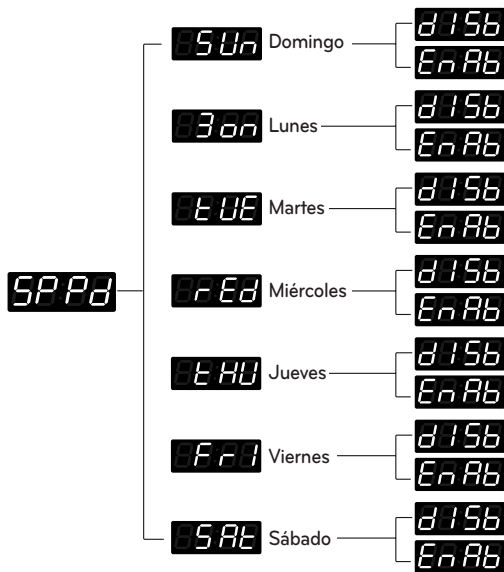 SPPd
SUn Domingo
dISb
EnAb
3on Lunes
dISb
EnAb
tUE Martes
dISb
EnAb
rEd Miércoles
dISb
EnAb
tHU Jueves
dISb
EnAb
FrI Viernes
dISb
EnAb
SAt Sábado
dISb
EnAb